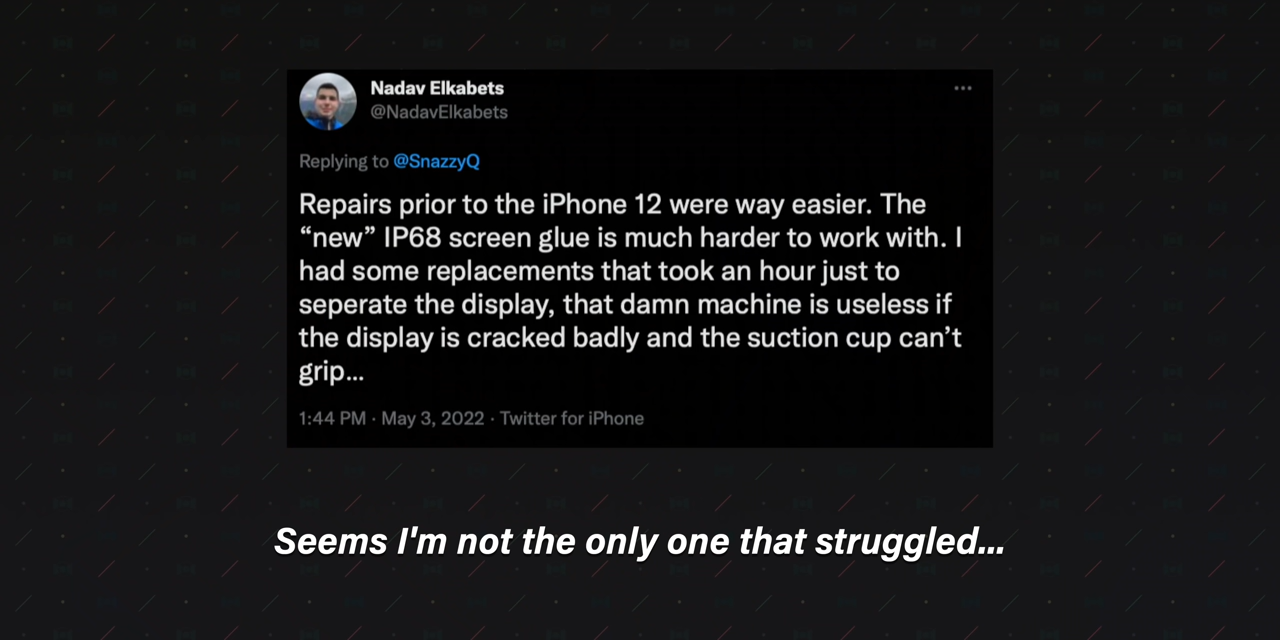 Nadav Elkabets
@NadavElkabets
Replying to @SnazzyQ
Repairs prior to the iPhone 12 were way easier. The
“new” IP68 screen glue is much harder to work with. I
had some replacements that took an hour just to
seperate the display, that damn machine is useless if
the display is cracked badly and the suction cup can’t
grip...
1:44 PM · May 3, 2022 · Twitter for iPhone
Seems I'm not the only one that struggled...